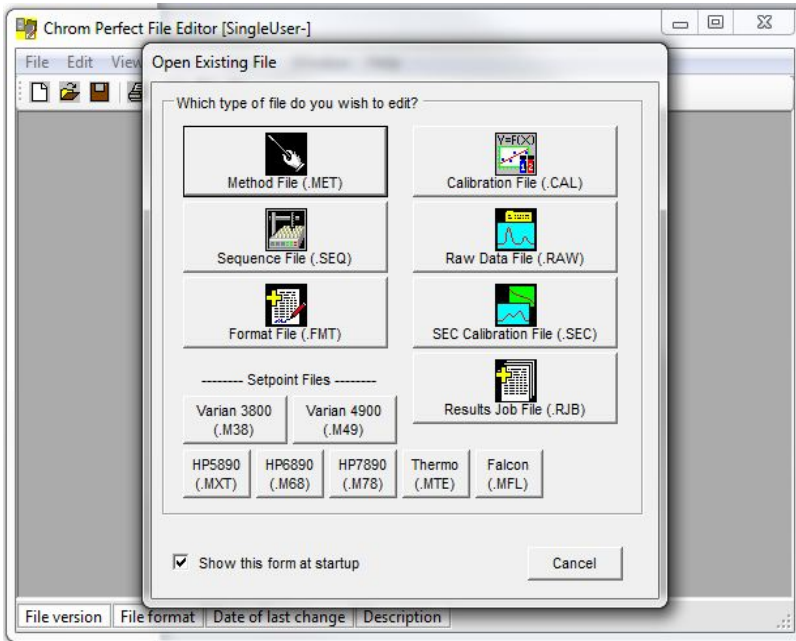 Chrom Perfect File Editor [SingleUser-]
File Edit View
Open Existing File
Which type of file do you wish to edit?
Method File (.MET)
Y=F(X)
Calibration File (.CAL)
Sequence File (.SEQ)
Raw Data File (.RAW)
Format File (.FMT)
SEC Calibration File (.SEC)
Results Job File (.RJB)
-------- Setpoint Files --------
Varian 3800
(.M38)
Varian 4900
(.M49)
HP5890
(.MXT)
HP6890
(.M68)
HP7890
(.M78)
Thermo
(.MTE)
Falcon
(.MFL)
Show this form at startup
Cancel
File version File format Date of last change Description